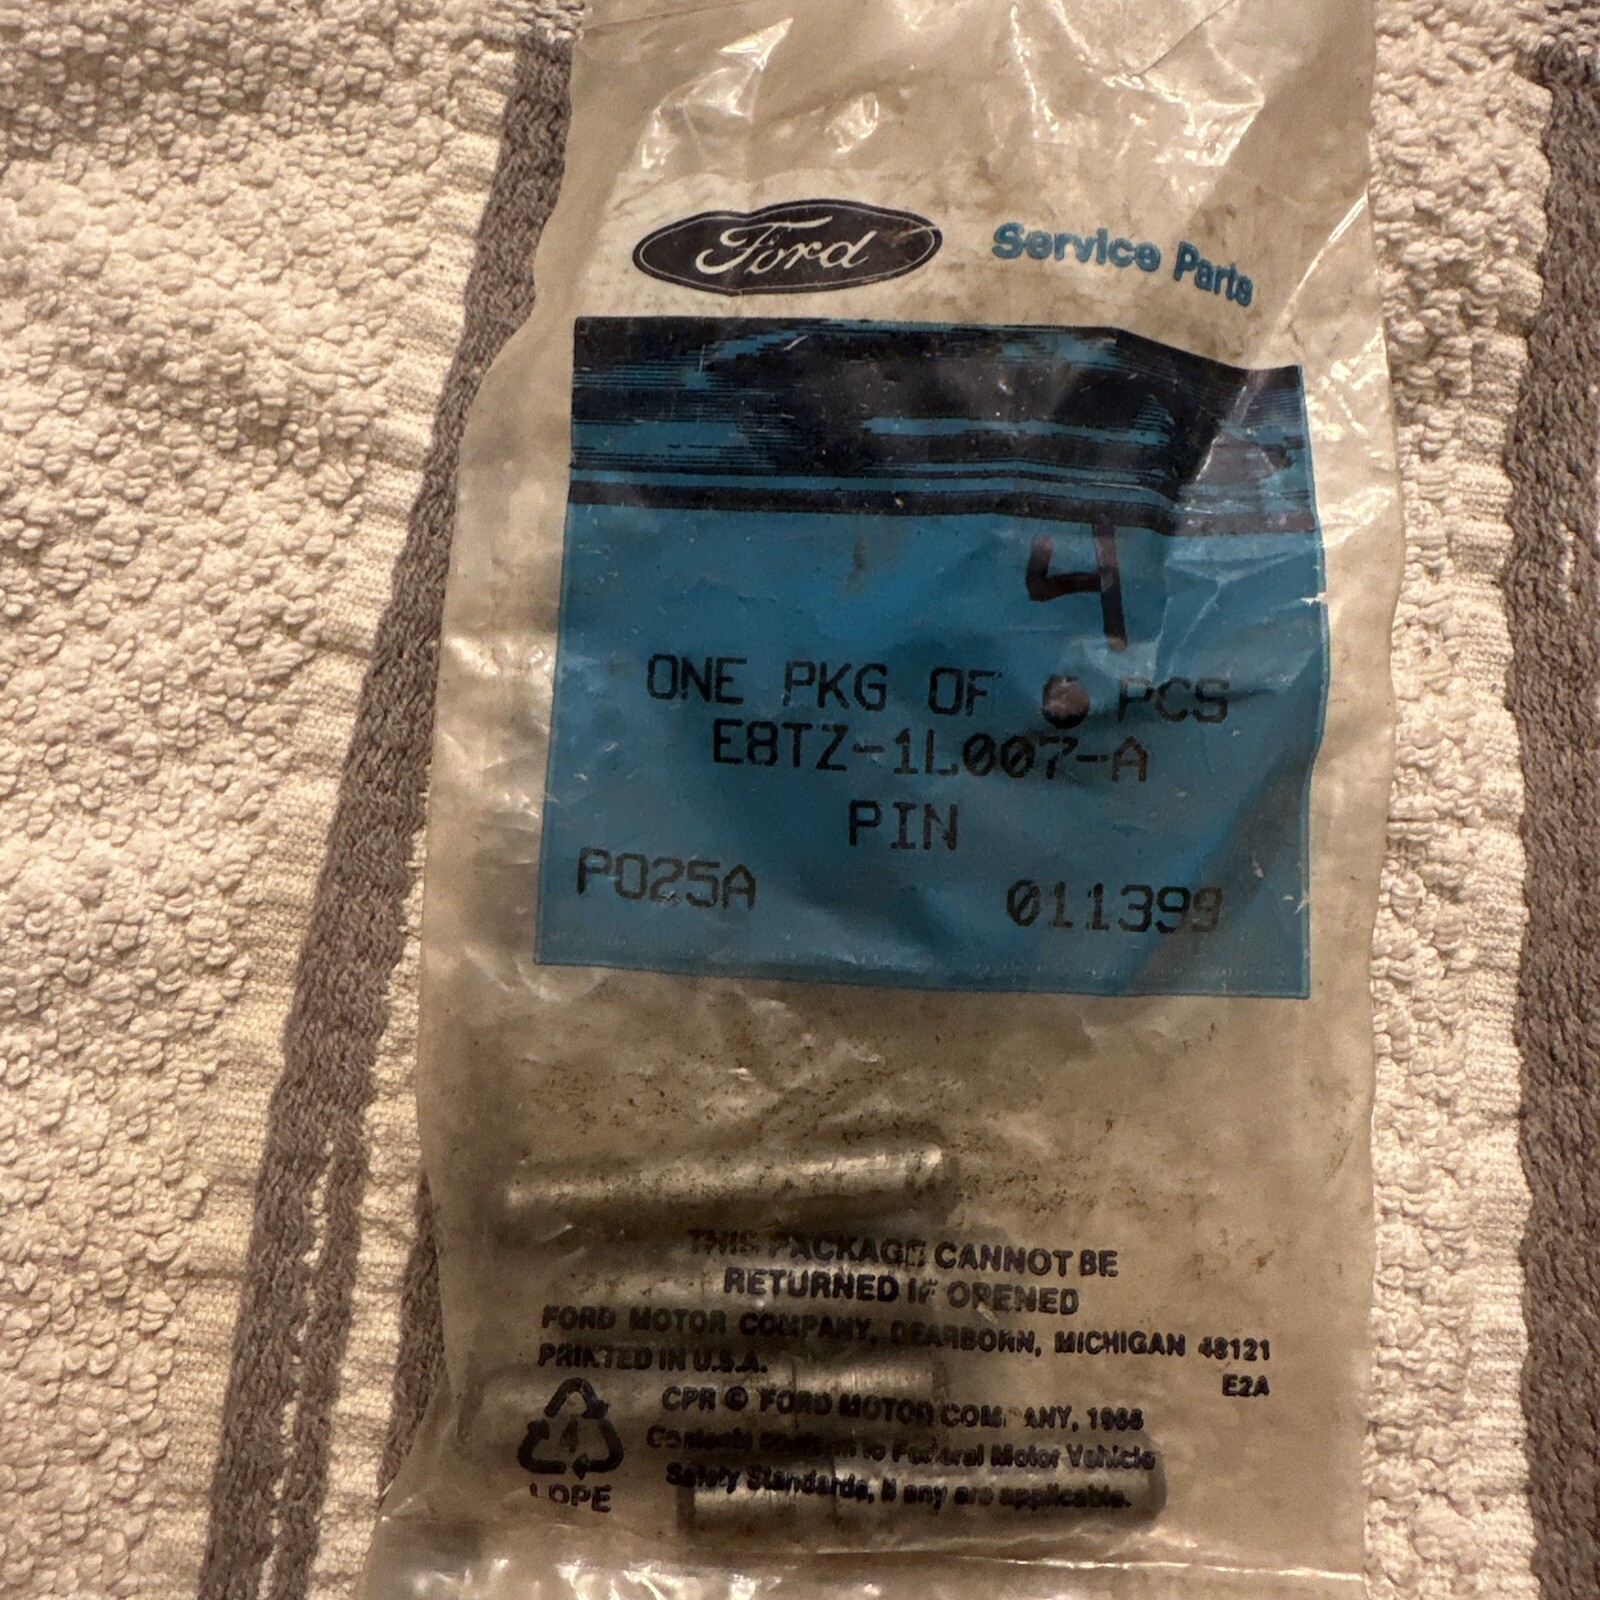 Ford Service Parts
4
ONE PKG OF PCS
E8TZ-1L007-A
PIN
P025A 011399
THIS PACKAGE CANNOT BE
RETURNED IF OPENED
FORD MOTOR COMPANY, DEARBORN, MICHIGAN 48121
PRINTED IN U.S.A. E2A
CPR © FORD MOTOR COMPANY,
Contents conform to Federal Motor Vehicle
Safety Standards, if any are applicable.
4
LDPE